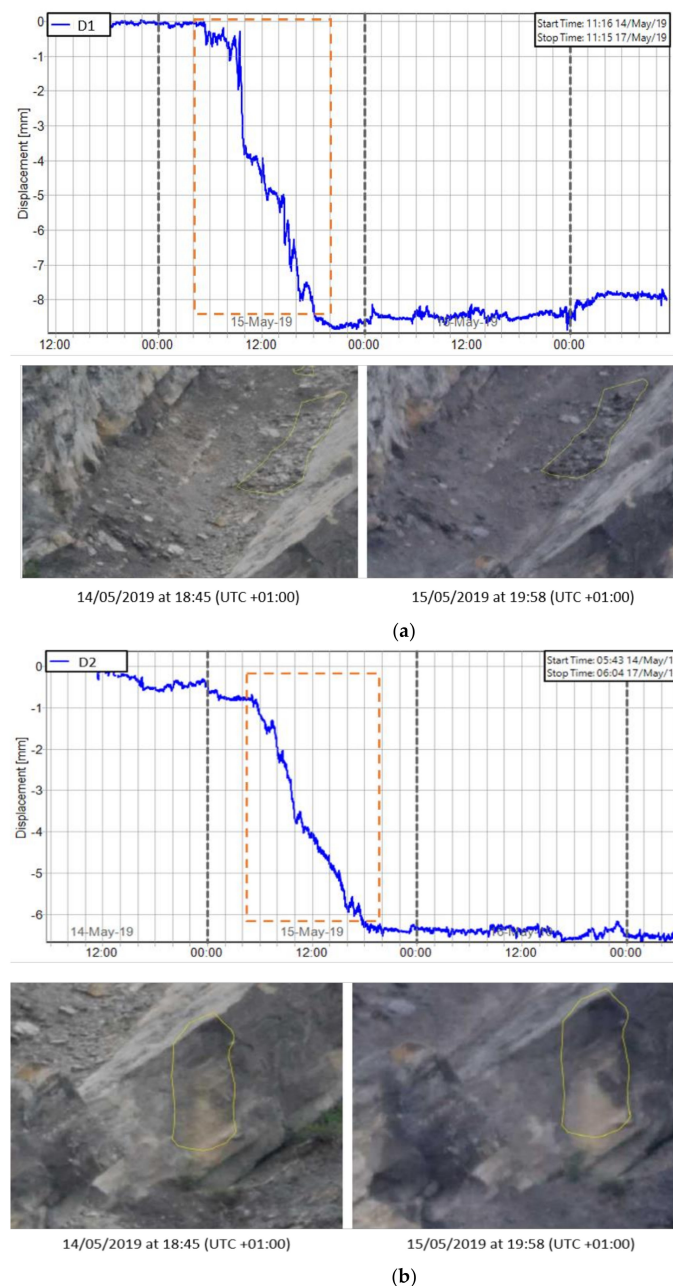 D1
Start Time: 11:16 14/May/19
Stop Time: 11:15 17/May/19
Displacement [mm]
0
-1
-2
-3
-4
-5
-6
-7
-8
15-May-19
12:00 00:00 12:00 00:00 12:00 00:00
14/05/2019 at 18:45 (UTC +01:00) 15/05/2019 at 19:58 (UTC +01:00)
(a)
D2
Start Time: 05:43 14/May/1
Stop Time: 06:04 17/May/1
Displacement [mm]
0
-1
-2
-3
-4
-5
-6
14-May-19 15-May-19
12:00 00:00 12:00 00:00 12:00 00:00
14/05/2019 at 18:45 (UTC +01:00) 15/05/2019 at 19:58 (UTC +01:00)
(b)